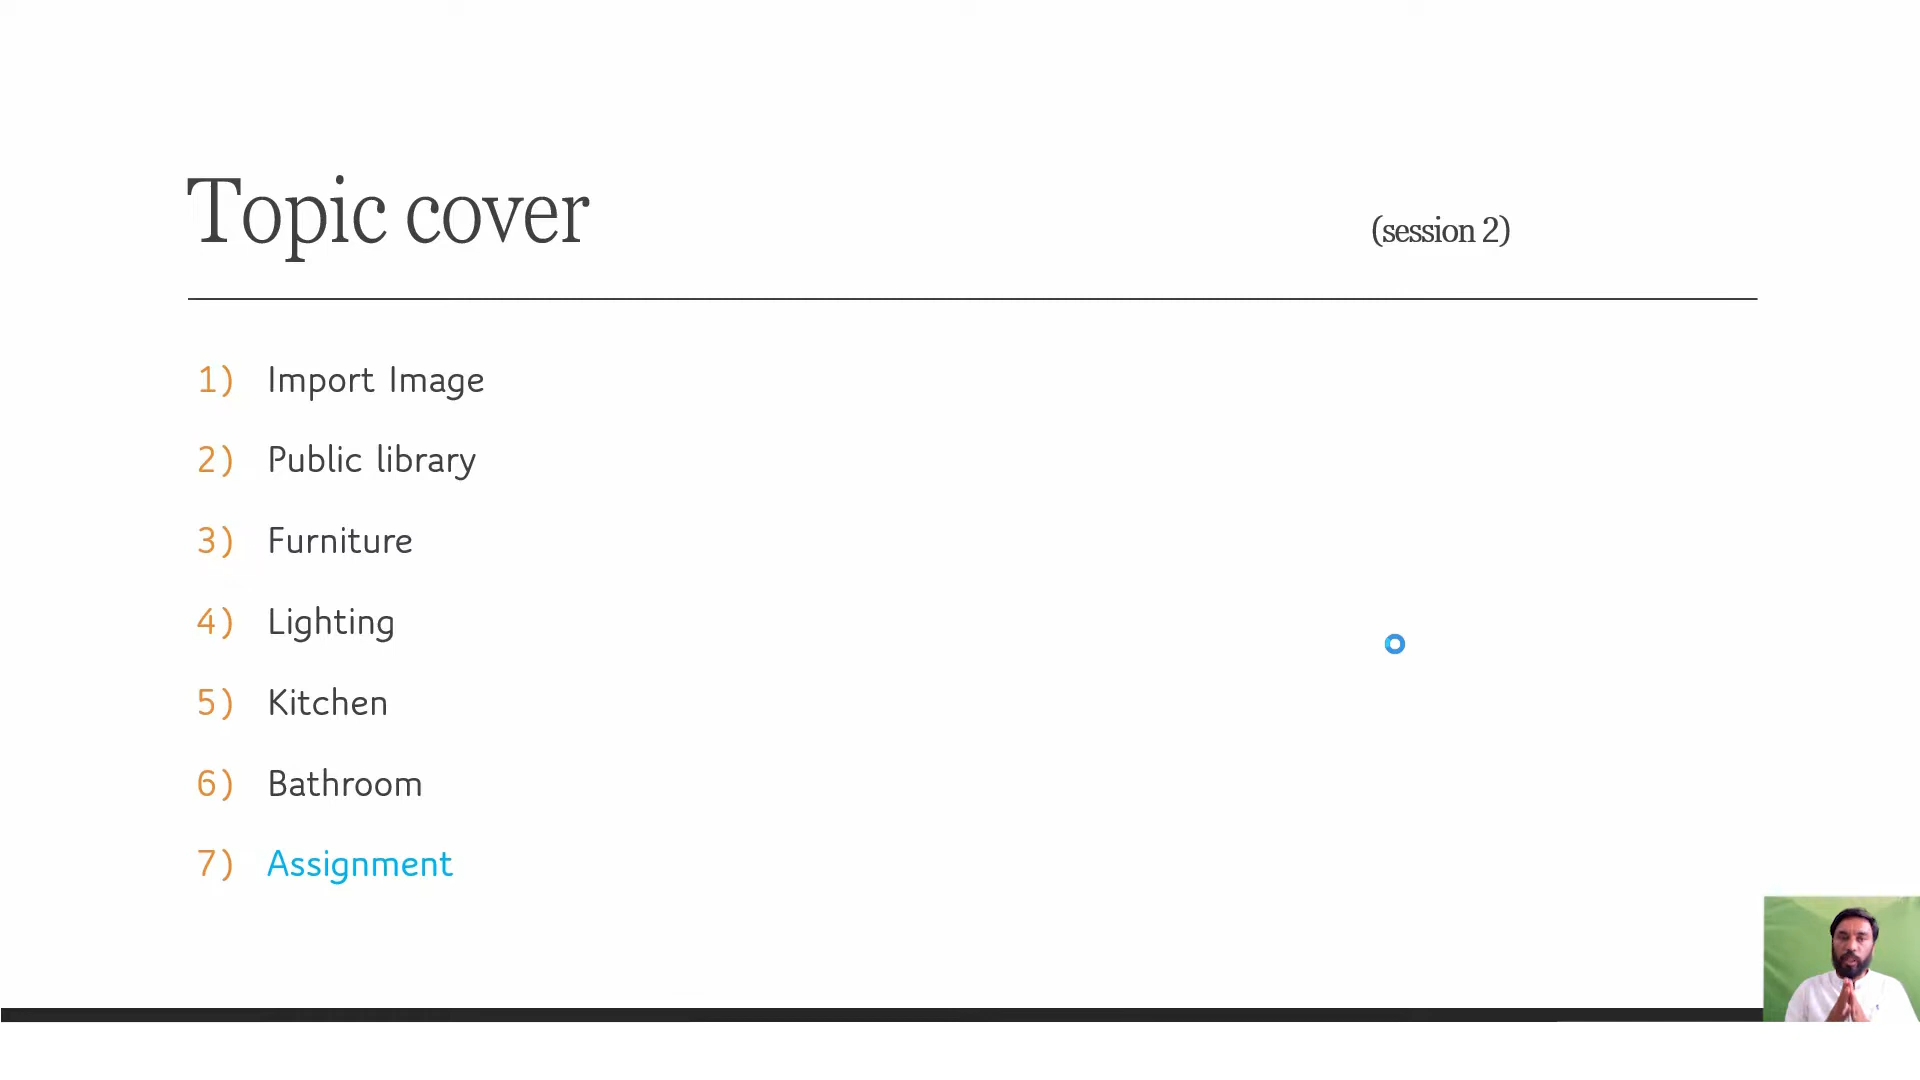 Topic cover (session 2)
1) Import Image
2) Public library
3) Furniture
4) Lighting
5) Kitchen
6) Bathroom
7) Assignment